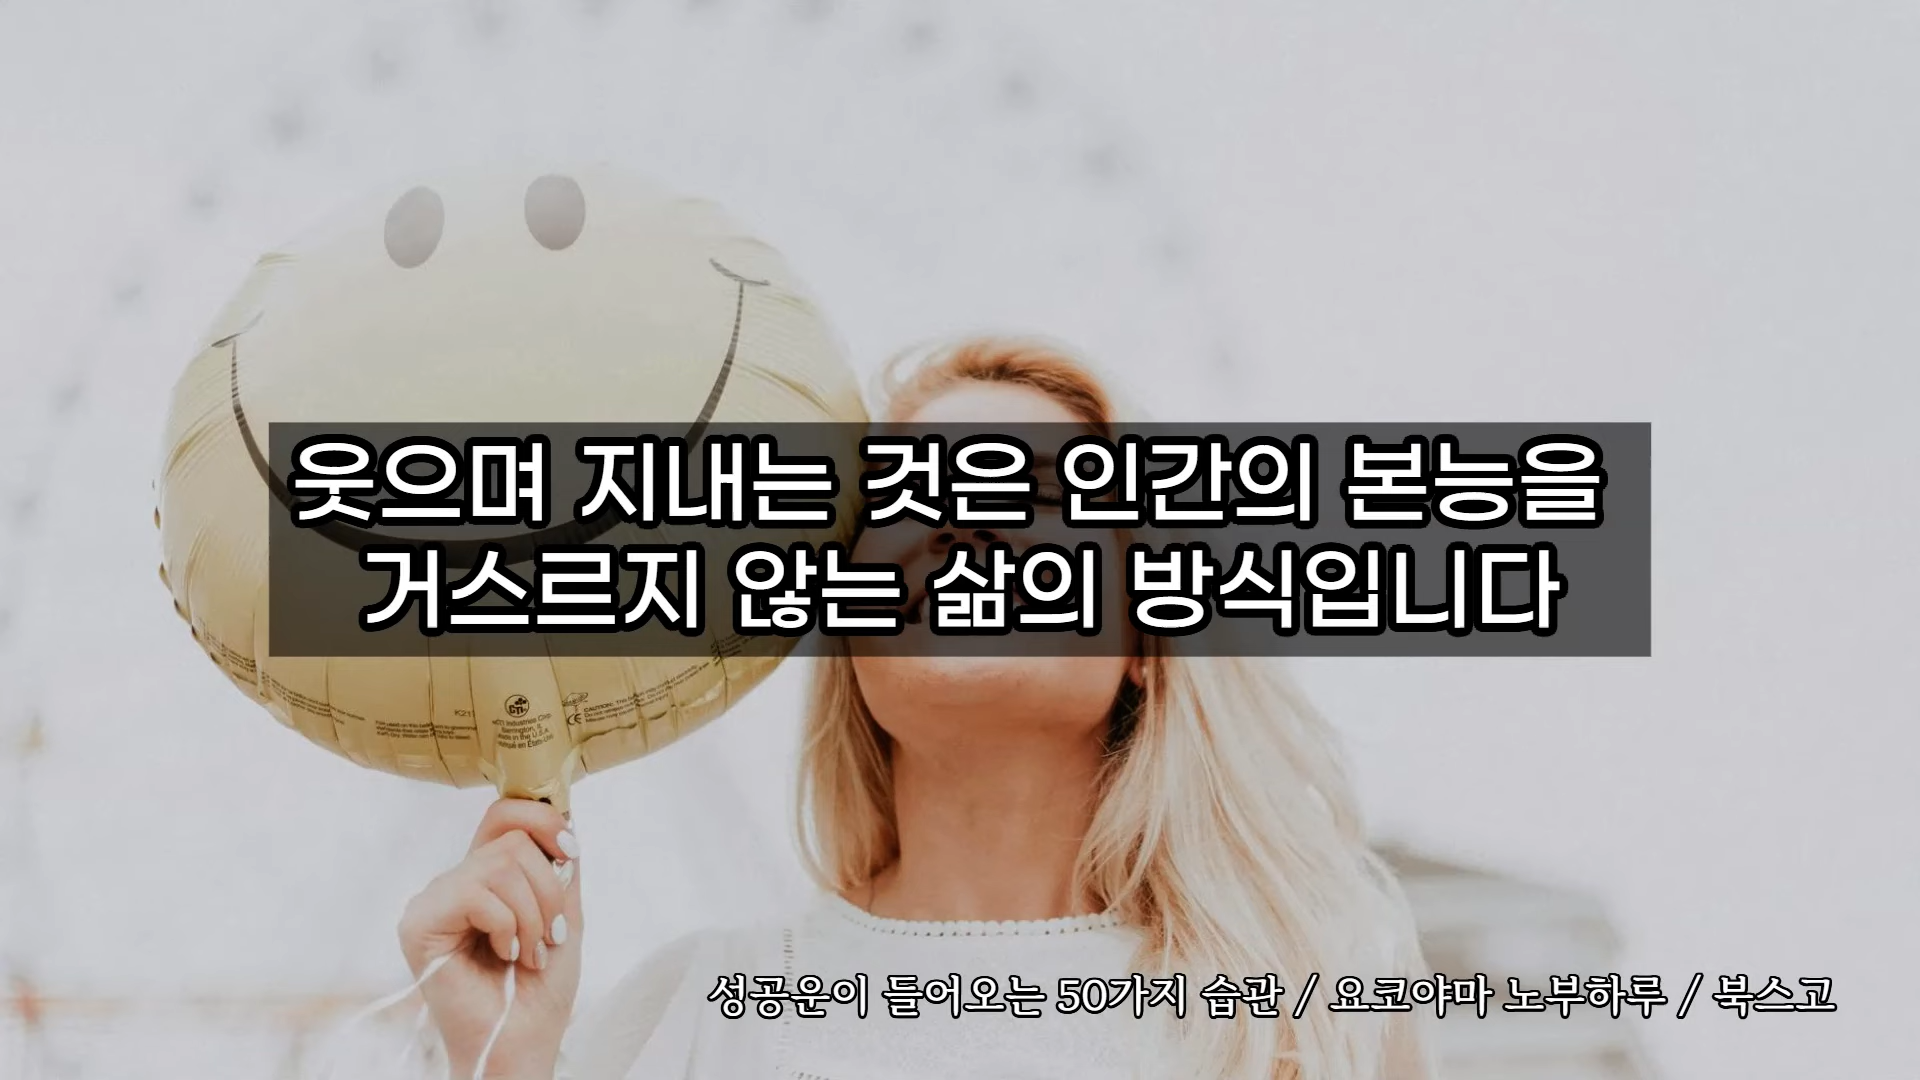 웃으며 지내는 것은 인간의 본능을
거스르지 않는 삶의 방식입니다
CTI
성공운이 들어오는 50가지 습관 / 요코야마 노부하루 / 북스고